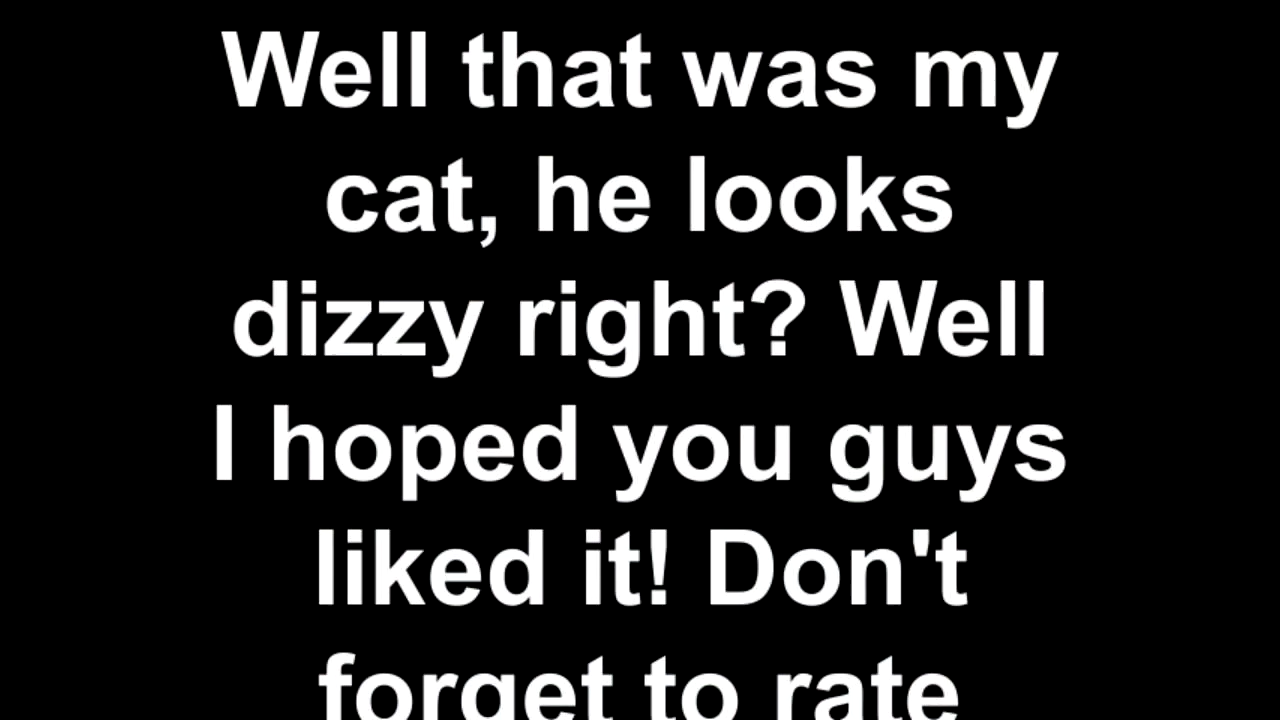 Well that was my
cat, he looks
dizzy right? Well
I hoped you guys
liked it! Don't
forget to rate